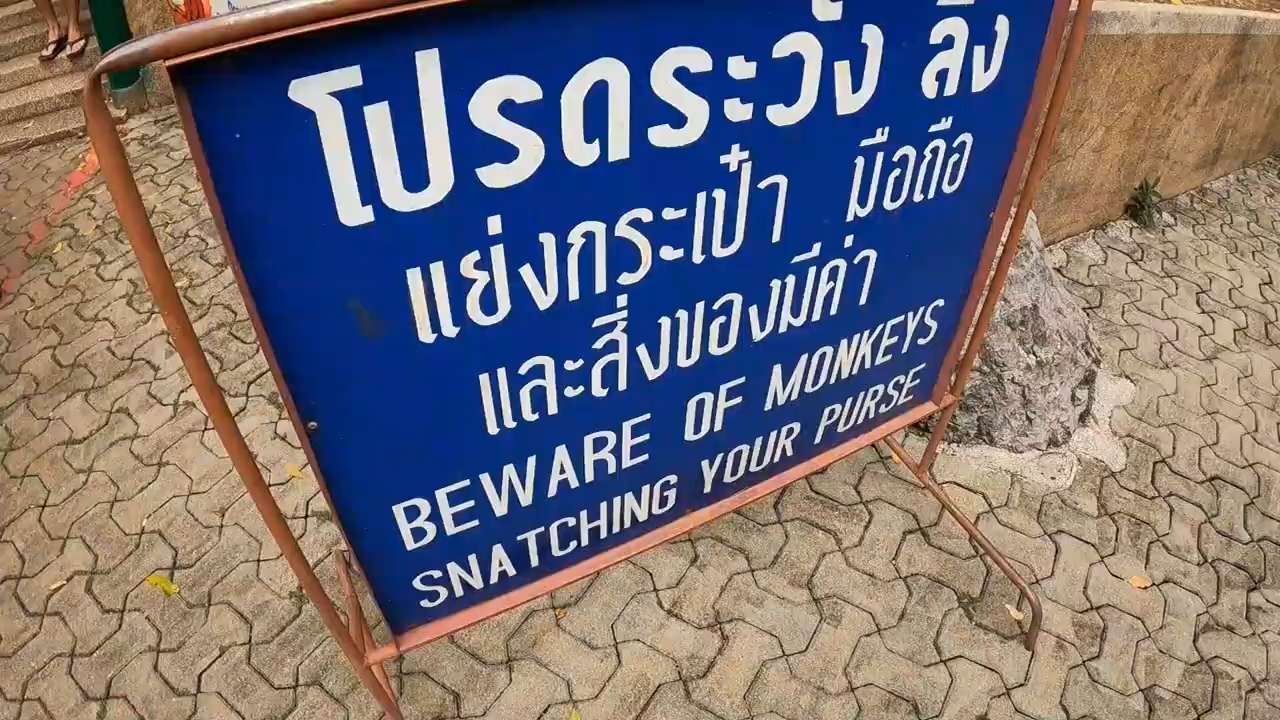 โปรดระวัง ลิง
แย่งกระเป๋า มือถือ
และสิ่งของมีค่า
BEWARE OF MONKEYS
SNATCHING YOUR PURSE